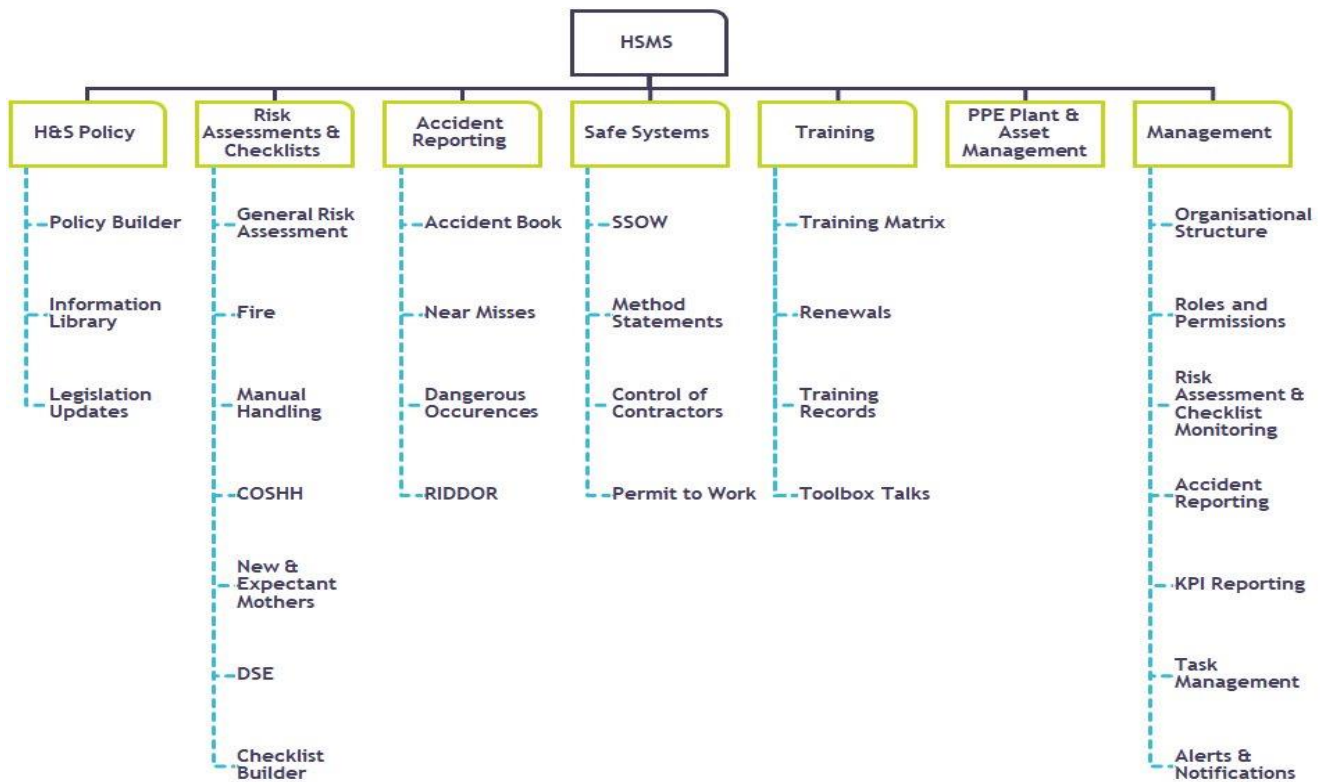 HSMS
H&S Policy
Risk
Assessments &
Checklists
Accident
Reporting
Safe Systems
Training
PPE Plant &
Asset
Management
Management
Policy Builder
Information
Library
Legislation
Updates
General Risk
Assessment
Fire
Manual
Handling
COSHH
New &
Expectant
Mothers
DSE
Checklist
Builder
Accident Book
Near Misses
Dangerous
Occurences
RIDDOR
SSOW
Method
Statements
Control of
Contractors
Permit to Work
Training Matrix
Renewals
Training
Records
Toolbox Talks
Organisational
Structure
Roles and
Permissions
Risk
Assessment &
Checklist
Monitoring
Accident
Reporting
KPI Reporting
Task
Management
Alerts &
Notifications